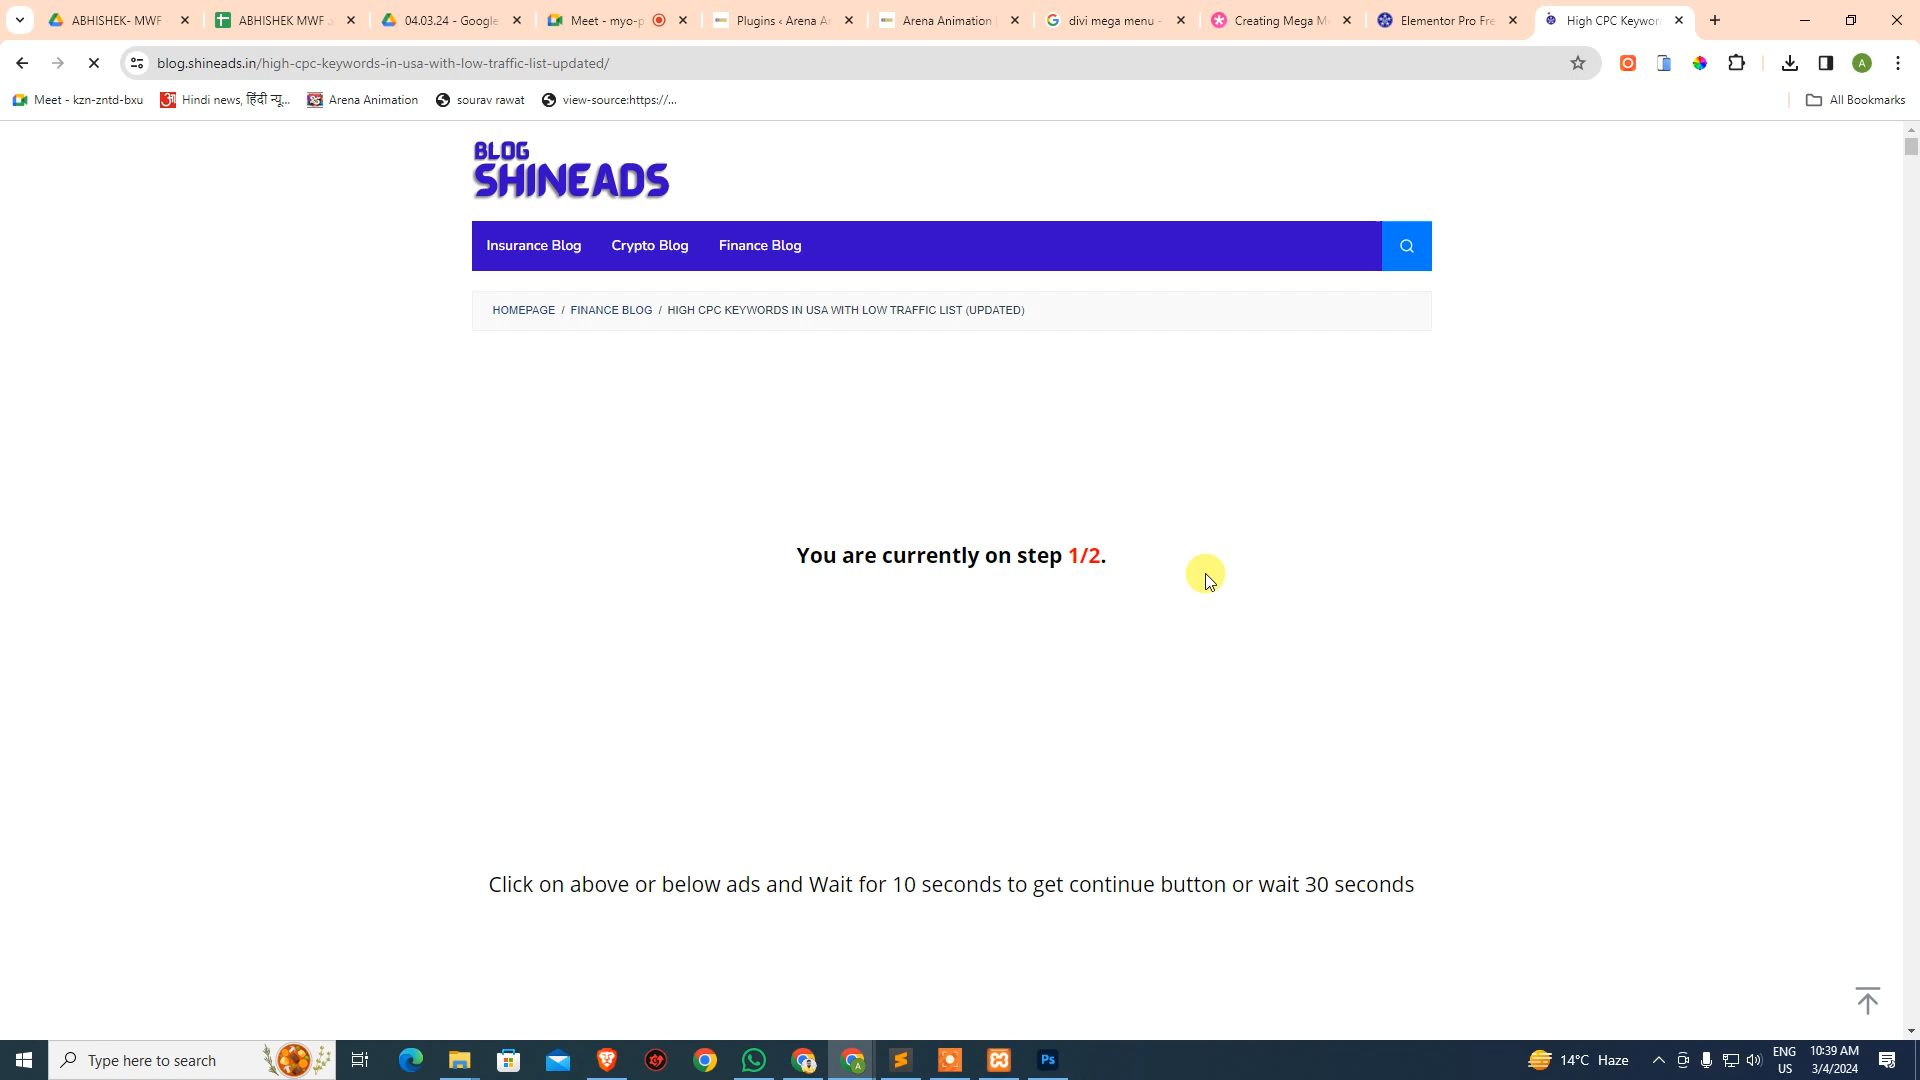 ABHISHEK- MWF
ABHISHEK MWF
04.03.24 - Google
Meet - myo-p
Plugins ‹ Arena A
Arena Animation
divi mega menu -
Creating Mega M
Elementor Pro Fre
High CPC Keywor
blog.shineads.in/high-cpc-keywords-in-usa-with-low-traffic-list-updated/
A
Meet - kzn-zntd-bxu
Hindi news, हिंदी न्यू...
Arena Animation
sourav rawat
view-source:https://...
All Bookmarks
BLOG
SHINEADS
Insurance Blog
Crypto Blog
Finance Blog
HOMEPAGE / FINANCE BLOG / HIGH CPC KEYWORDS IN USA WITH LOW TRAFFIC LIST (UPDATED)
You are currently on step 1/2.
Click on above or below ads and Wait for 10 seconds to get continue button or wait 30 seconds
Type here to search
A
Ps
14°C Haze
ENG
US
10:39 AM
3/4/2024